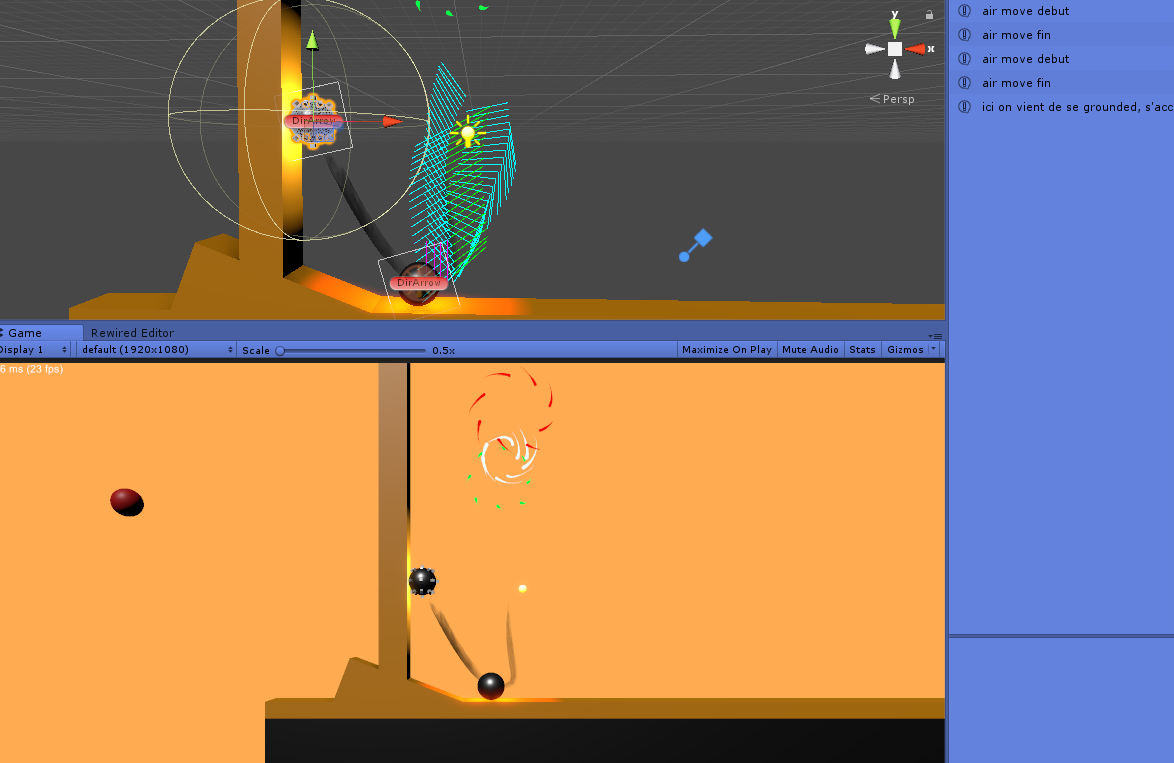 air move debut
air move fin
air move debut
air move fin
ici on vient de se grounded, s'acc
y
x
Persp
DirArrow
DirArrow
Game
Rewired Editor
Display 1
default (1920x1080)
Scale
0.5x
Maximize On Play
Mute Audio
Stats
Gizmos
6 ms (23 fps)